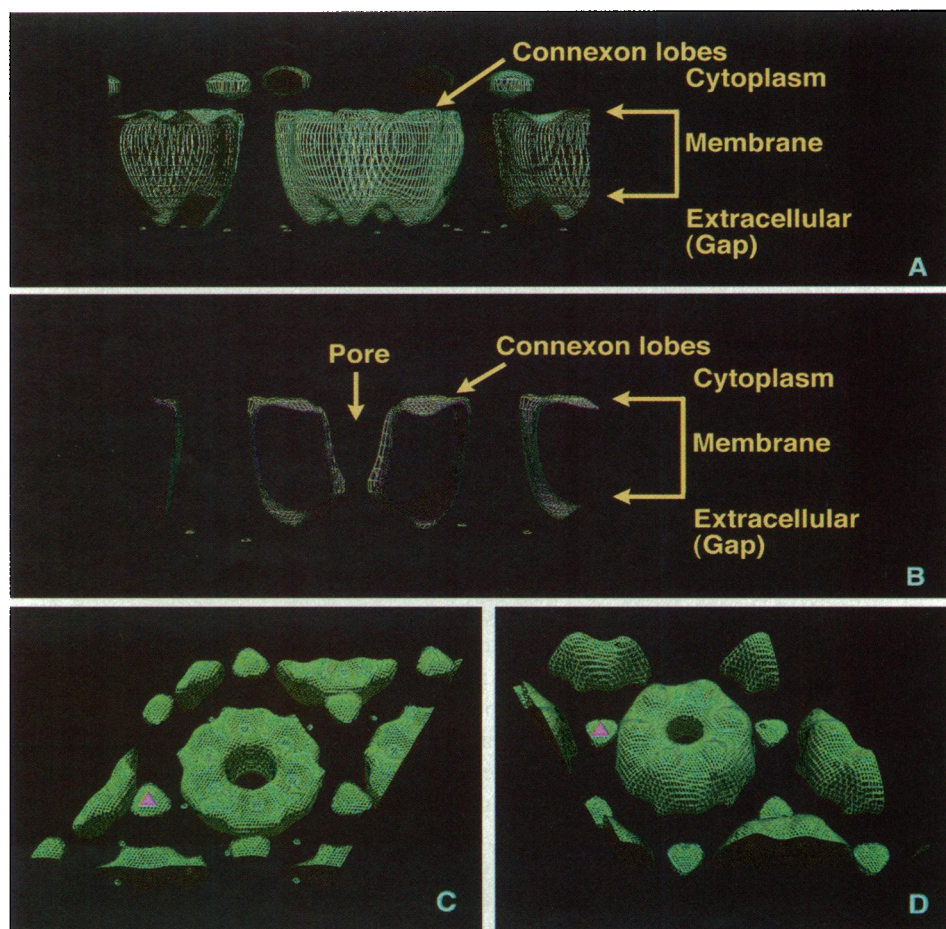 Connexon lobes
Cytoplasm
Membrane
Extracellular
(Gap)
A
Pore
Connexon lobes
Cytoplasm
Membrane
Extracellular
(Gap)
B
C
D